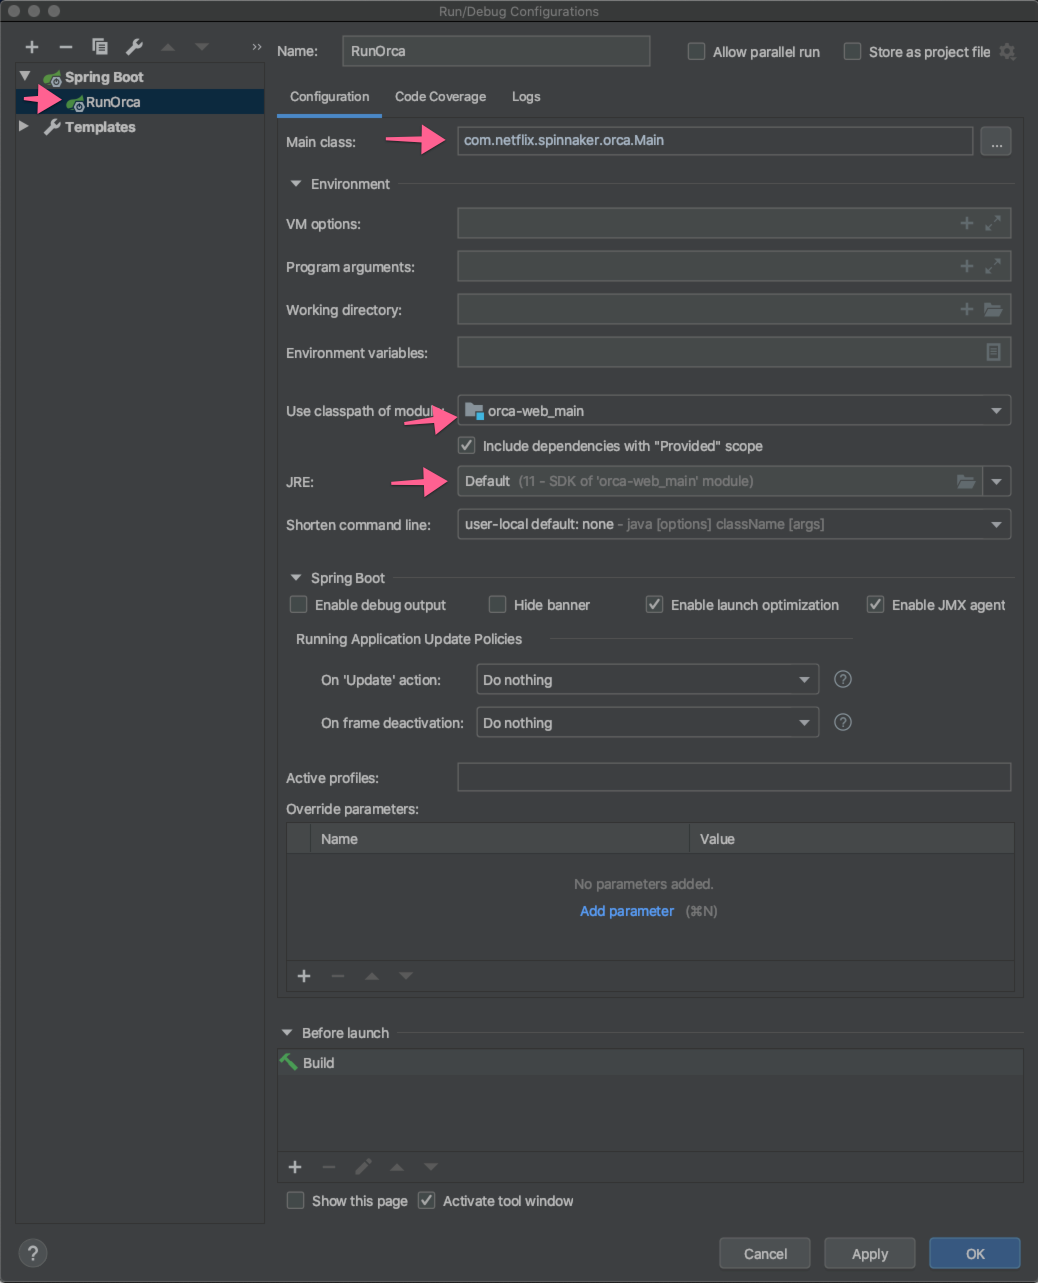 Run/Debug Configurations
Name: RunOrca Allow parallel run Store as project file
Spring Boot
RunOrca
Templates
Configuration Code Coverage Logs
Main class: com.netflix.spinnaker.orca.Main ...
Environment
VM options:
Program arguments:
Working directory:
Environment variables:
Use classpath of module: orca-web_main
Include dependencies with "Provided" scope
JRE: Default (11 - SDK of 'orca-web_main' module)
Shorten command line: user-local default: none - java [options] className [args]
Spring Boot
Enable debug output Hide banner Enable launch optimization Enable JMX agent
Running Application Update Policies
On 'Update' action: Do nothing ?
On frame deactivation: Do nothing ?
Active profiles:
Override parameters:
Name Value
No parameters added.
Add parameter (⌘N)
Before launch
Build
Show this page Activate tool window
? Cancel Apply OK